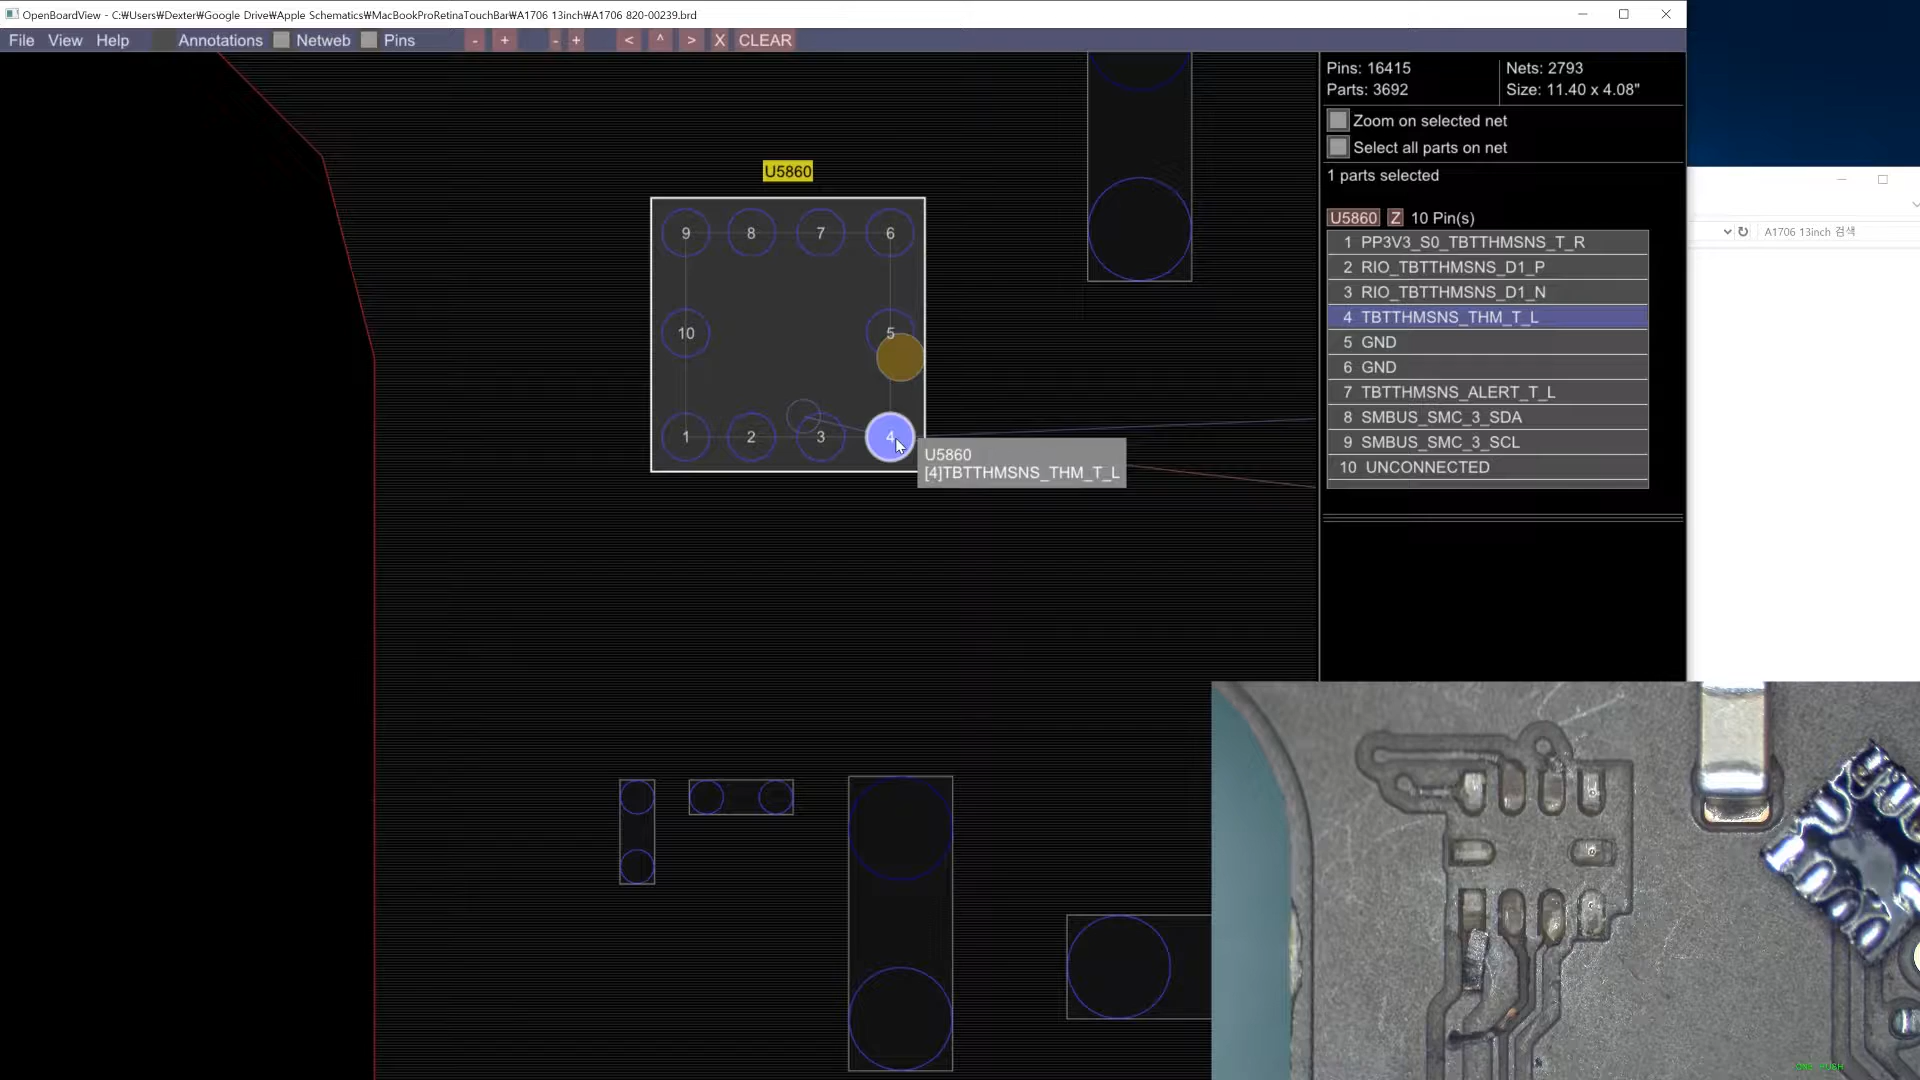 OpenBoardView - C:₩Users₩Dexter₩Google Drive₩Apple Schematics₩MacBookProRetinaTouchBar₩A1706 13inch₩A1706 820-00239.brd
File View Help Annotations Netweb Pins - + - + < ^ > X CLEAR
Pins: 16415 Nets: 2793
Parts: 3692 Size: 11.40 x 4.08"
Zoom on selected net
Select all parts on net
1 parts selected
U5860 Z 10 Pin(s)
1 PP3V3_S0_TBTTHMSNS_T_R
2 RIO_TBTTHMSNS_D1_P
3 RIO_TBTTHMSNS_D1_N
4 TBTTHMSNS_THM_T_L
5 GND
6 GND
7 TBTTHMSNS_ALERT_T_L
8 SMBUS_SMC_3_SDA
9 SMBUS_SMC_3_SCL
10 UNCONNECTED
A1706 13inch 검색
U5860
9 8 7 6
10 5
1 2 3 4
U5860
[4]TBTTHMSNS_THM_T_L
ONE PUSH